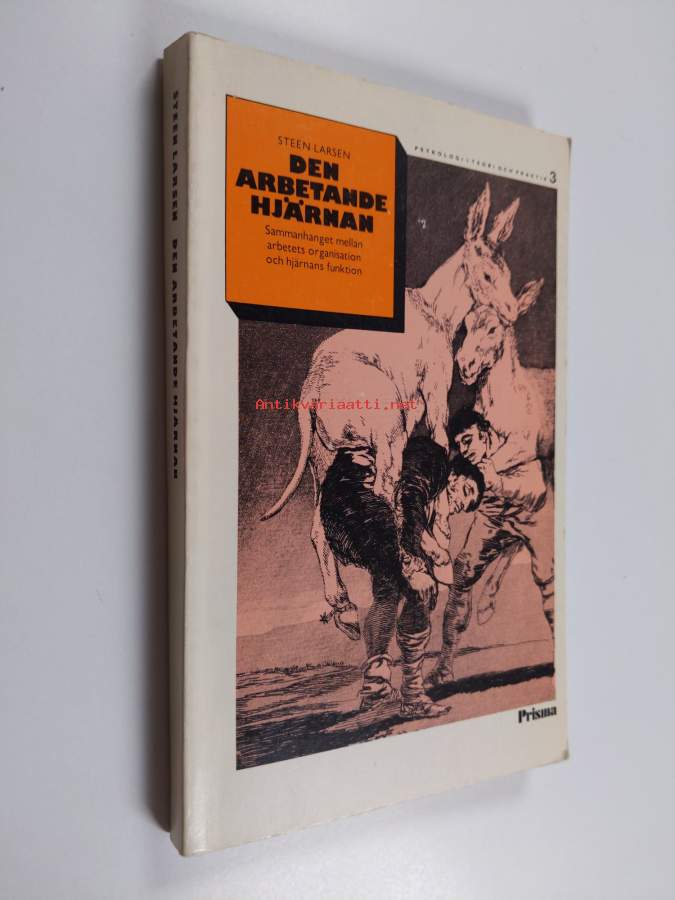 STEEN LARSEN DEN ARBETANDE HJÄRNAN
STEEN LARSEN
DEN
ARBETANDE
HJÄRNAN
Sammanhanget mellan
arbetets organisation
och hjärnans funktion
PSYKOLOGI I TEORI OCH PRAKTIK 3
Antikvariaatti.net
Prisma